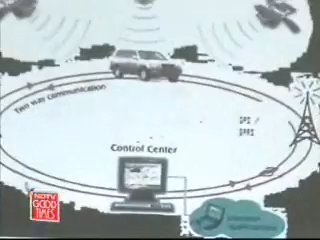 Two way communication
GPS /
GPRS
Control Center
NDTV
GOOD
TIMES